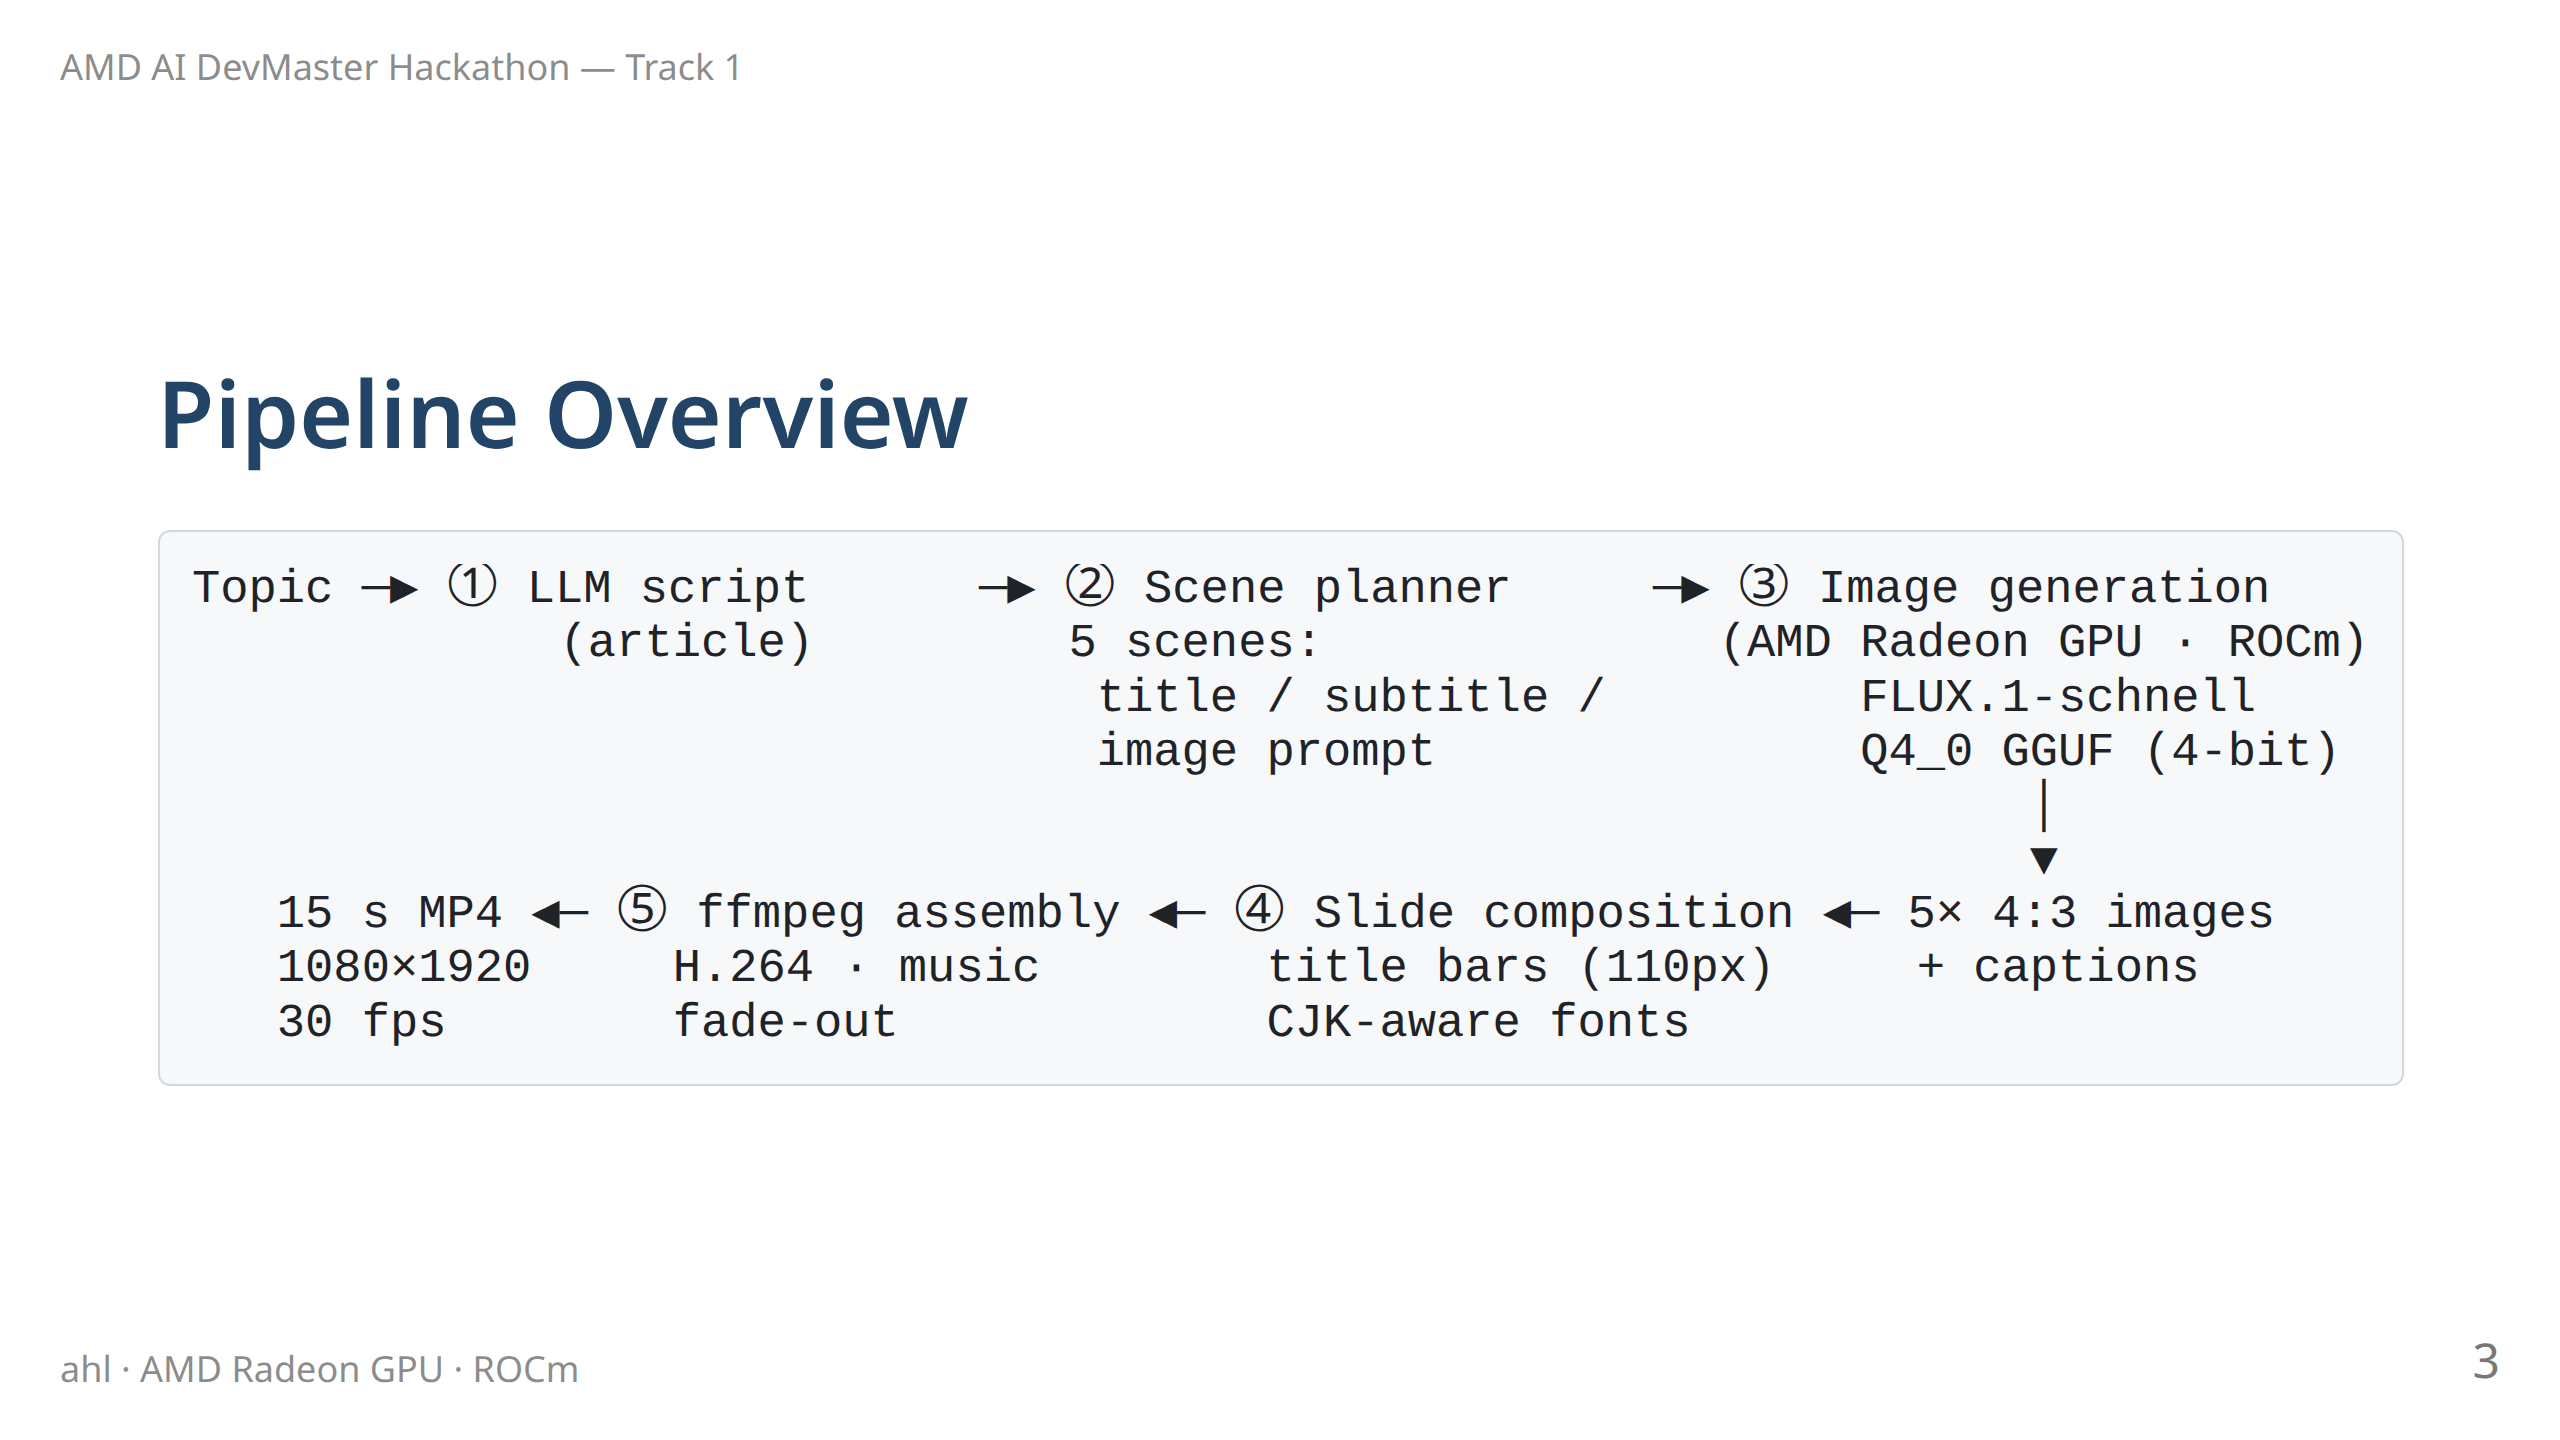 AMD AI DevMaster Hackathon — Track 1
Pipeline Overview
Topic ─▶ ① LLM script ─▶ ② Scene planner ─▶ ③ Image generation
(article) 5 scenes: (AMD Radeon GPU · ROCm)
title / subtitle / FLUX.1-schnell
image prompt Q4_0 GGUF (4-bit)
│
▼
15 s MP4 ◀─ ⑤ ffmpeg assembly ◀─ ④ Slide composition ◀─ 5× 4:3 images
1080×1920 H.264 · music title bars (110px) + captions
30 fps fade-out CJK-aware fonts
ahl · AMD Radeon GPU · ROCm
3